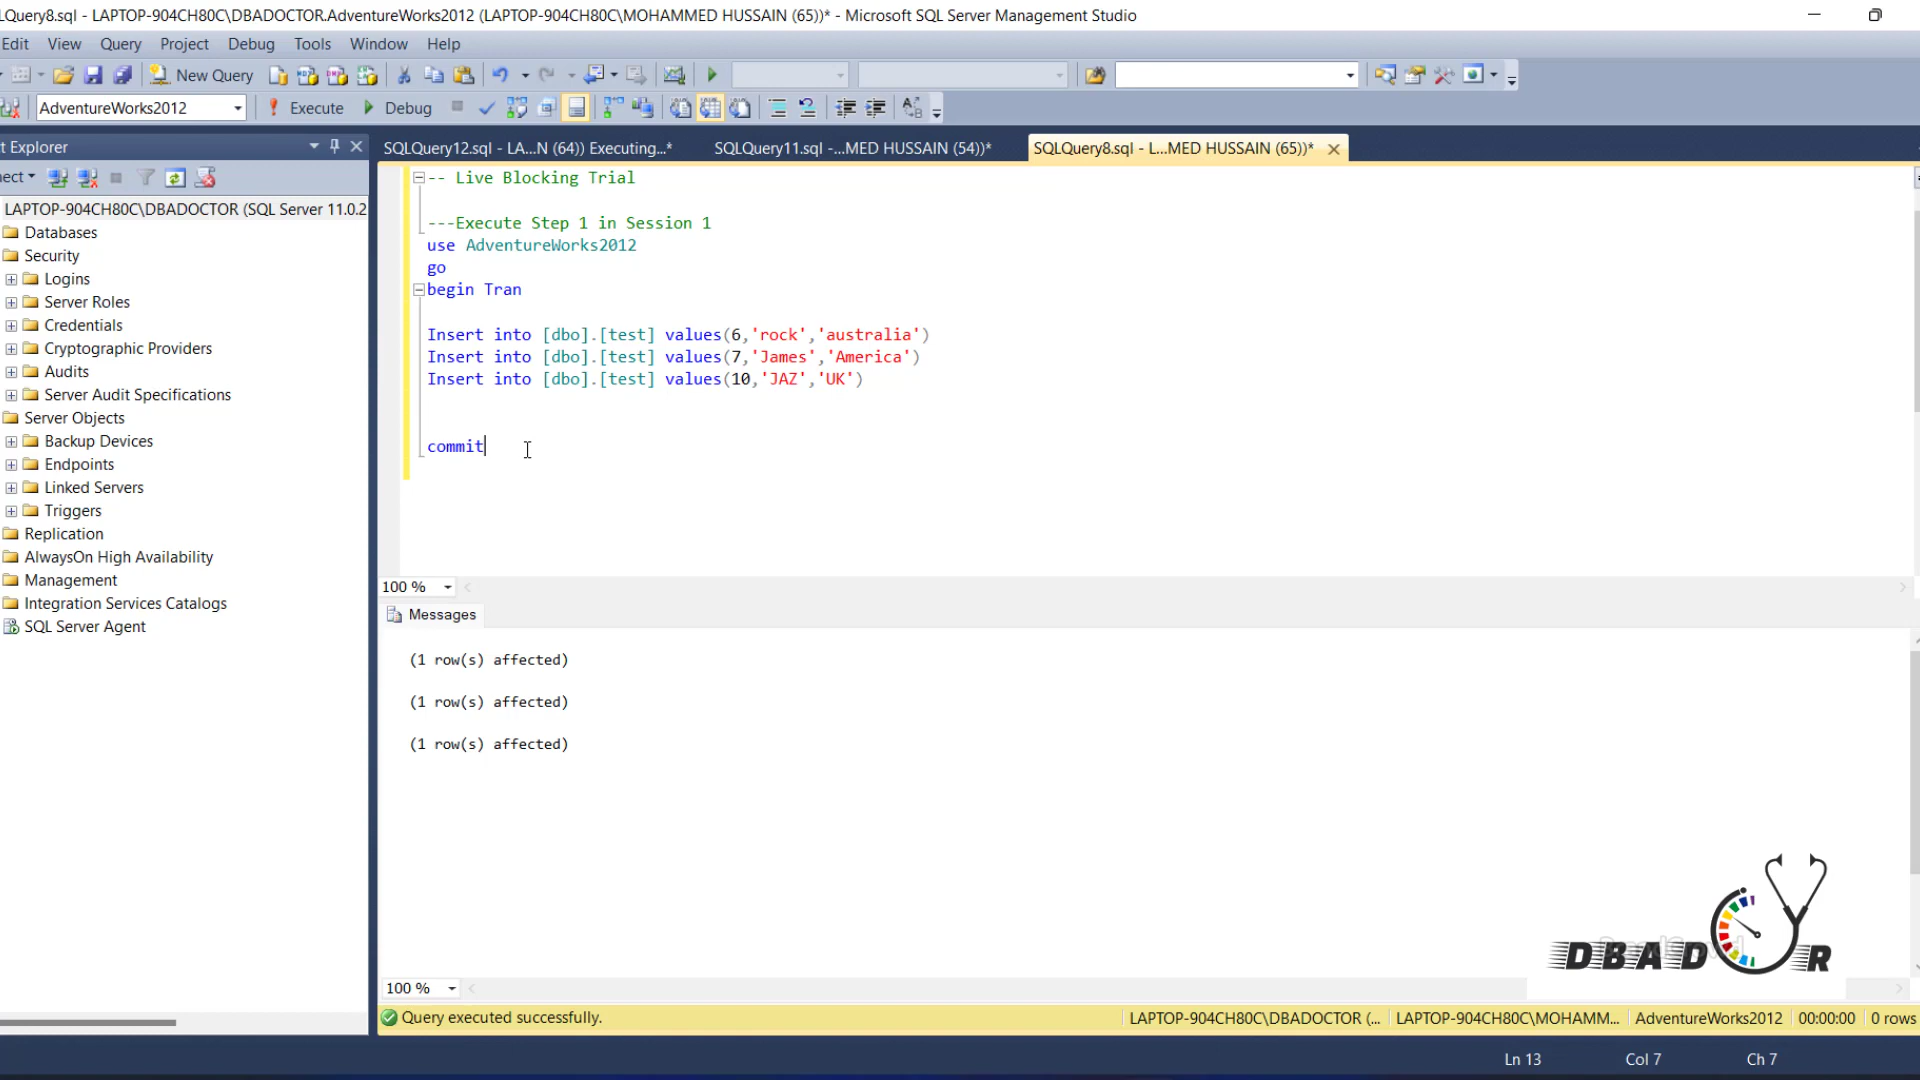 LQuery8.sql - LAPTOP-904CH80C\DBADOCTOR.AdventureWorks2012 (LAPTOP-904CH80C\MOHAMMED HUSSAIN (65))* - Microsoft SQL Server Management Studio
Edit View Query Project Debug Tools Window Help
New Query
AdventureWorks2012 Execute Debug
t Explorer
SQLQuery12.sql - LA...N (64)) Executing...* SQLQuery11.sql -...MED HUSSAIN (54))* SQLQuery8.sql - L...MED HUSSAIN (65))*
nect
LAPTOP-904CH80C\DBADOCTOR (SQL Server 11.0.2
Databases
Security
Logins
Server Roles
Credentials
Cryptographic Providers
Audits
Server Audit Specifications
Server Objects
Backup Devices
Endpoints
Linked Servers
Triggers
Replication
AlwaysOn High Availability
Management
Integration Services Catalogs
SQL Server Agent
-- Live Blocking Trial
---Execute Step 1 in Session 1
use AdventureWorks2012
go
begin Tran
Insert into [dbo].[test] values(6,'rock','australia')
Insert into [dbo].[test] values(7,'James','America')
Insert into [dbo].[test] values(10,'JAZ','UK')
commit
100 %
Messages
(1 row(s) affected)
(1 row(s) affected)
(1 row(s) affected)
DBAD R
100 %
Query executed successfully. LAPTOP-904CH80C\DBADOCTOR (... LAPTOP-904CH80C\MOHAMM... AdventureWorks2012 00:00:00 0 rows
Ln 13 Col 7 Ch 7